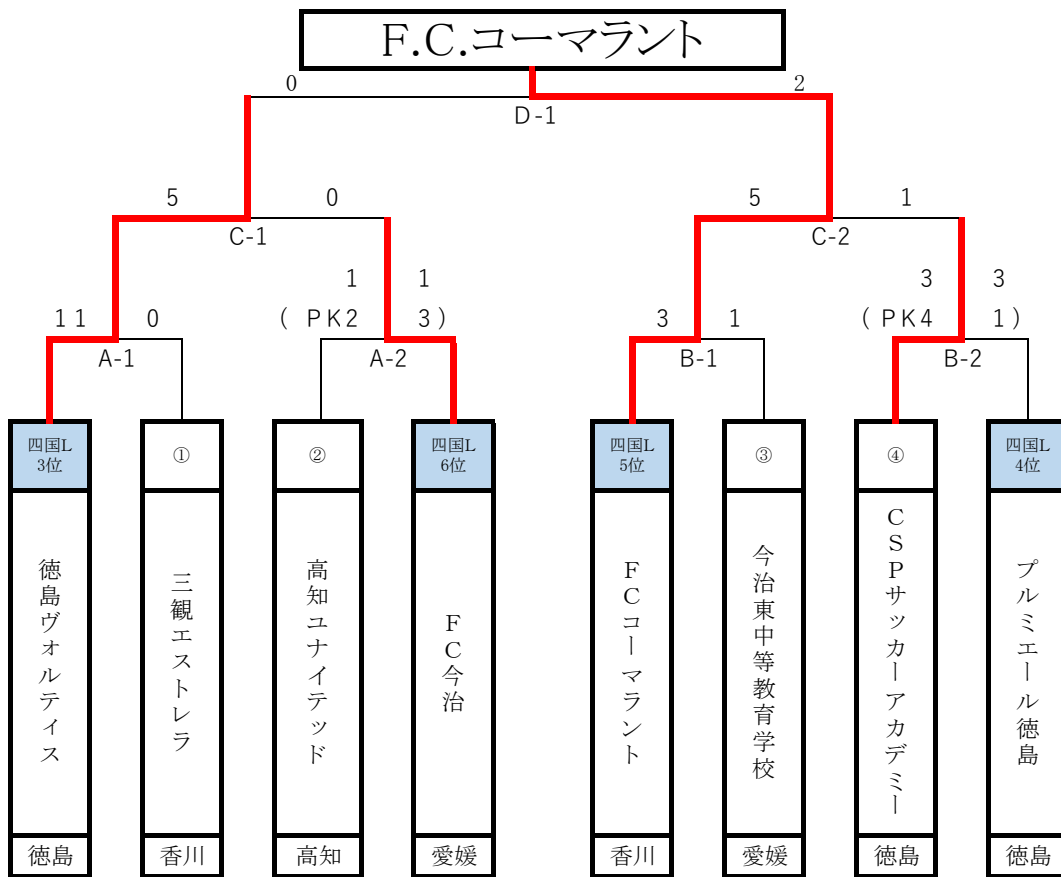 F.C.コーマラント
0 2
D-1
5 0 5 1
C-1 C-2
1 1 3 3
11 0 ( PK2 3) 3 1 ( PK4 1)
A-1 A-2 B-1 B-2
四国L
3位
①
②
四国L
6位
四国L
5位
③
④
四国L
4位
徳島ヴォルティス
三観エストレラ
高知ユナイテッド
FC今治
FCコーマラント
今治東中等教育学校
CSPサッカーアカデミー
プルミエール徳島
徳島 香川 高知 愛媛 香川 愛媛 徳島 徳島